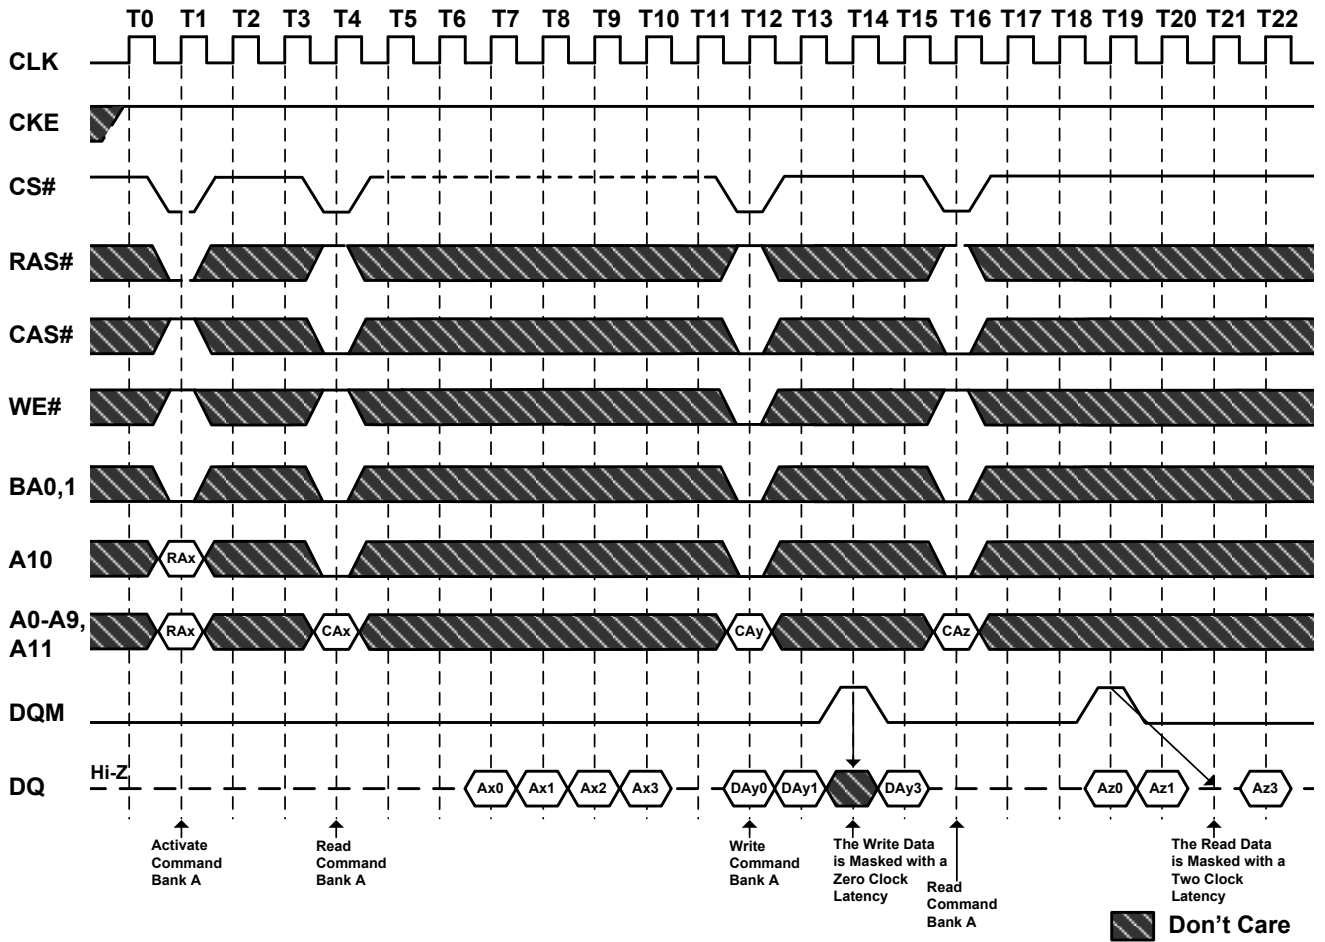 T0 T1 T2 T3 T4 T5 T6 T7 T8 T9 T10 T11 T12 T13 T14 T15 T16 T17 T18 T19 T20 T21 T22
CLK
CKE
CS#
RAS#
CAS#
WE#
BA0,1
A10 RAx
A0-A9,
A11
RAx CAx CAy CAz
DQM
Hi-Z
DQ Ax0 Ax1 Ax2 Ax3 DAy0 DAy1 DAy3 Az0 Az1 Az3
Activate
Command
Bank A
Read
Command
Bank A
Write
Command
Bank A
The Write Data
is Masked with a
Zero Clock
Latency
Read
Command
Bank A
The Read Data
is Masked with a
Two Clock
Latency
Don't Care